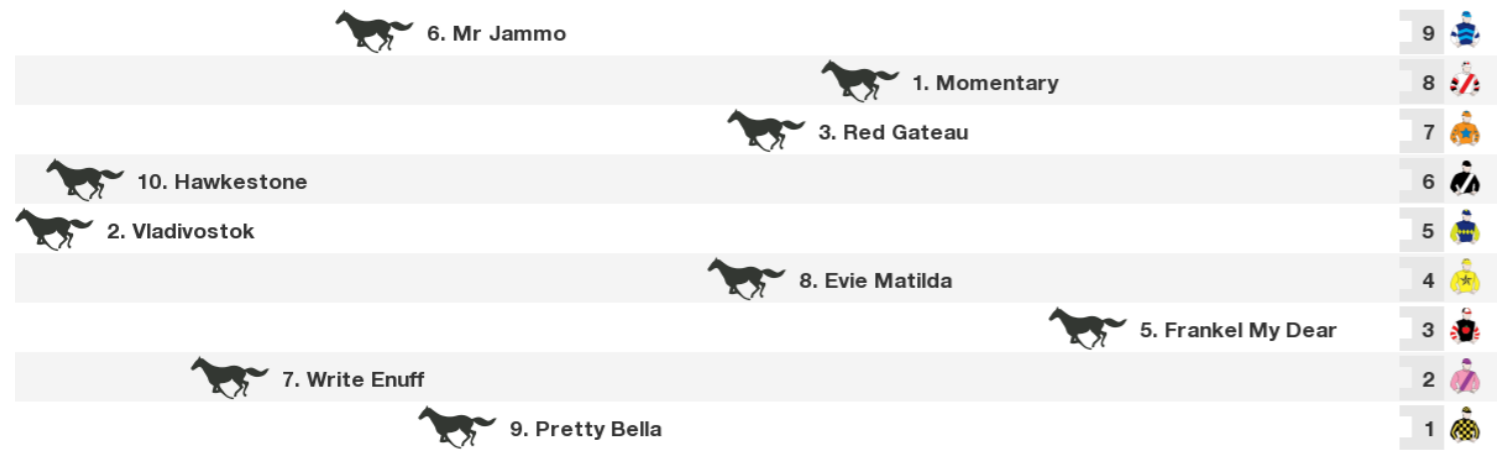 6. Mr Jammo 9
1. Momentary 8
3. Red Gateau 7
10. Hawkestone 6
2. Vladivostok 5
8. Evie Matilda 4
5. Frankel My Dear 3
7. Write Enuff 2
9. Pretty Bella 1